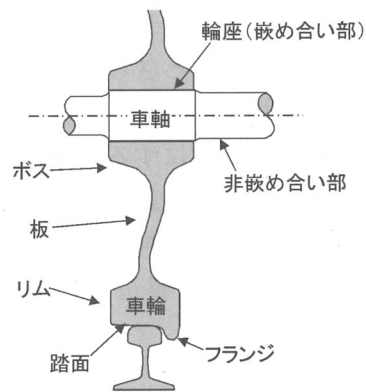 輪座（嵌め合い部）
車軸
ボス
非嵌め合い部
板
リム
車輪
踏面
フランジ